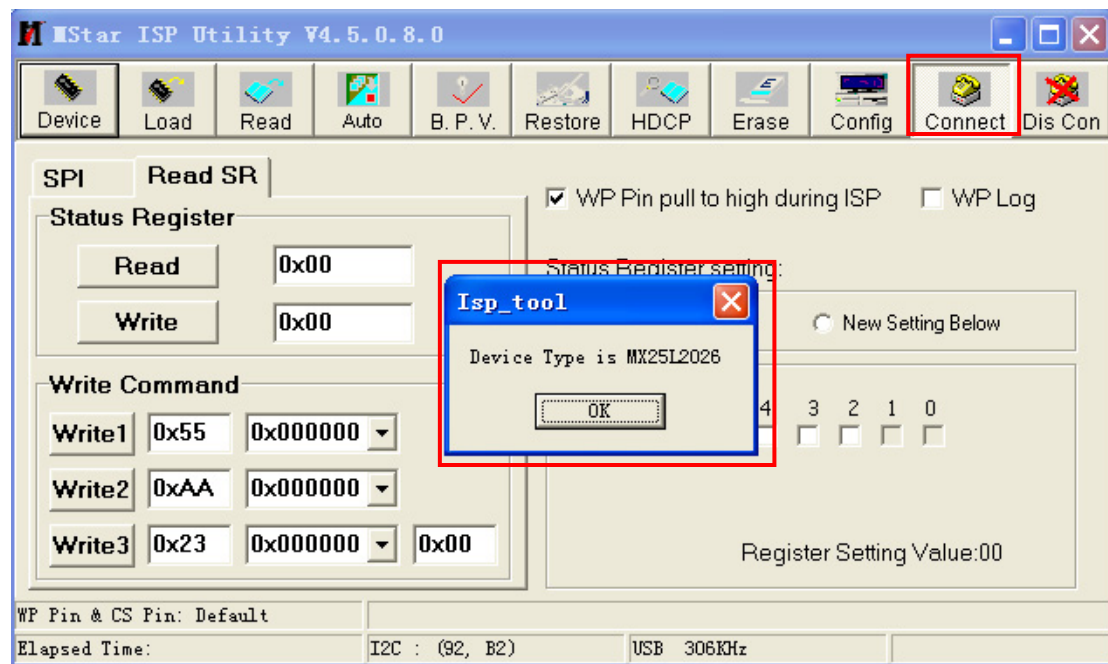 MStar ISP Utility V4.5.0.8.0
Device Load Read Auto B.P.V. Restore HDCP Erase Config Connect Dis Con
SPI Read SR
WP Pin pull to high during ISP WP Log
Status Register
Read 0x00
Status Register setting:
Write 0x00
New Setting Below
Isp_tool
Device Type is MX25L2026
OK
Write Command
4 3 2 1 0
Write1 0x55 0x000000
Write2 0xAA 0x000000
Write3 0x23 0x000000 0x00
Register Setting Value:00
WP Pin & CS Pin: Default
Elapsed Time: I2C : (92, B2) USB 306KHz